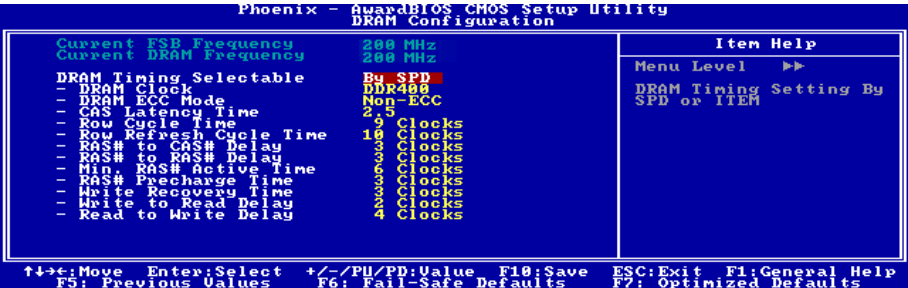 Phoenix - AwardBIOS CMOS Setup Utility
DRAM Configuration
Current FSB Frequency 200 MHz
Current DRAM Frequency 200 MHz
DRAM Timing Selectable By SPD
- DRAM Clock DDR400
- DRAM ECC Mode Non-ECC
- CAS Latency Time 2.5
- Row Cycle Time 9 Clocks
- Row Refresh Cycle Time 10 Clocks
- RAS# to CAS# Delay 3 Clocks
- RAS# to RAS# Delay 3 Clocks
- Min. RAS# Active Time 6 Clocks
- RAS# Precharge Time 3 Clocks
- Write Recovery Time 3 Clocks
- Write to Read Delay 2 Clocks
- Read to Write Delay 4 Clocks
Item Help
Menu Level ▶▶
DRAM Timing Setting By
SPD or ITEM
↑↓→←:Move Enter:Select +/-/PU/PD:Value F10:Save ESC:Exit F1:General Help
F5: Previous Values F6: Fail-Safe Defaults F7: Optimized Defaults